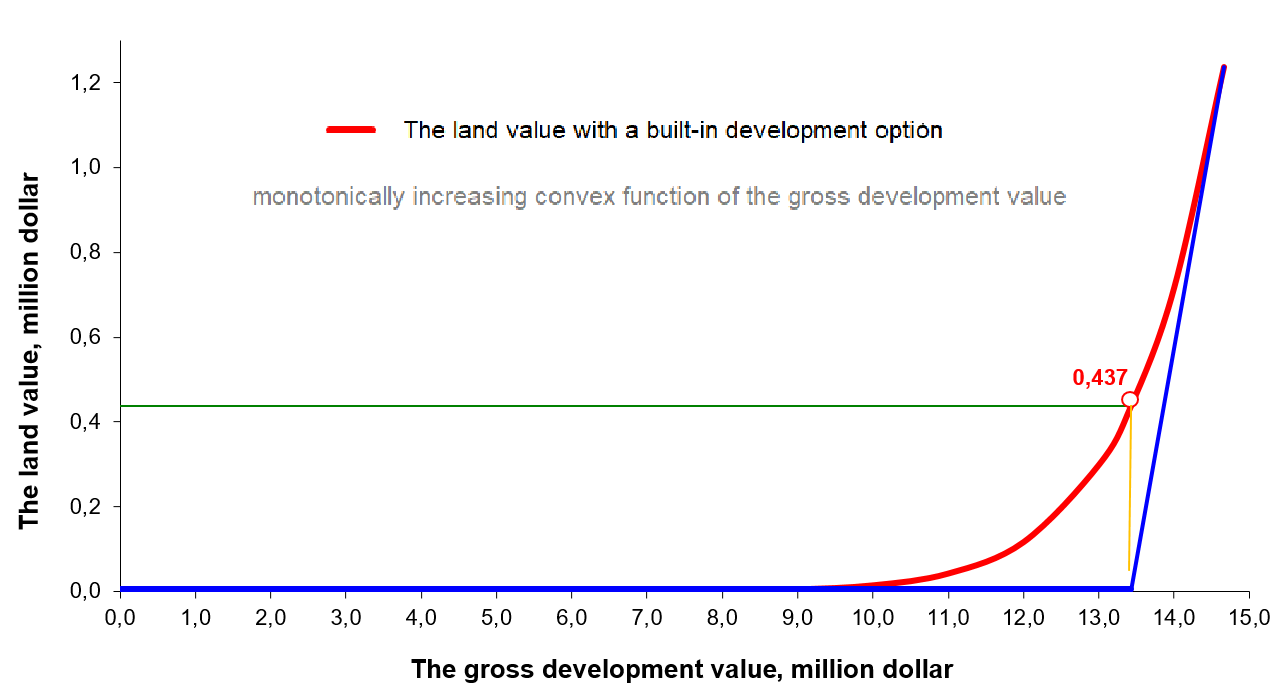 The land value, million dollar
1,2
1,0
0,8
0,6
0,4
0,2
0,0
The land value with a built-in development option
monotonically increasing convex function of the gross development value
0,437
0,0 1,0 2,0 3,0 4,0 5,0 6,0 7,0 8,0 9,0 10,0 11,0 12,0 13,0 14,0 15,0
The gross development value, million dollar